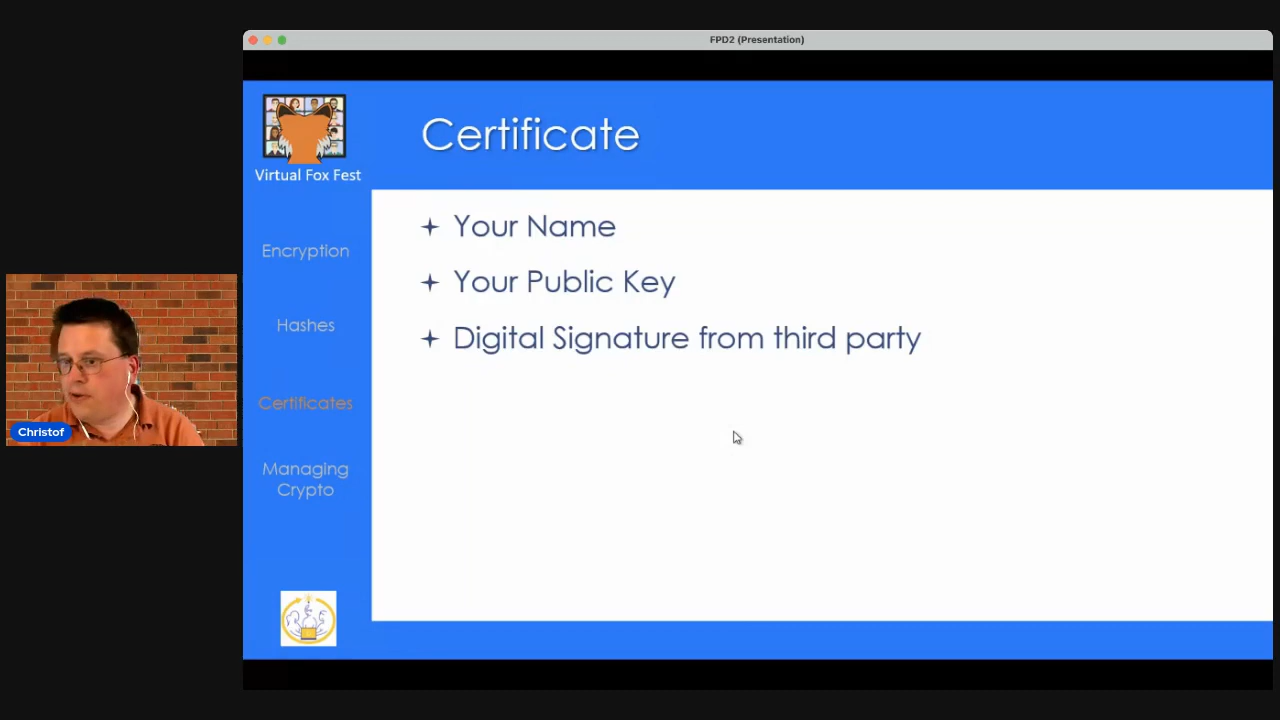 FPD2 (Presentation)
Virtual Fox Fest
Certificate
Your Name
Your Public Key
Digital Signature from third party
Encryption
Hashes
Certificates
Managing
Crypto
Christof